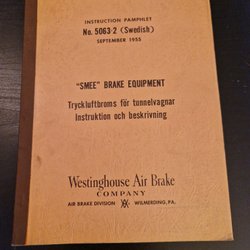 INSTRUCTION PAMPHLET
No. 5063-2 (Swedish)
SEPTEMBER 1955
"SMEE" BRAKE EQUIPMENT
Tryckluftbroms för tunnelvagnar
Instruktion och beskrivning
Westinghouse Air Brake
COMPANY
AIR BRAKE DIVISION WILMERDING, PA.